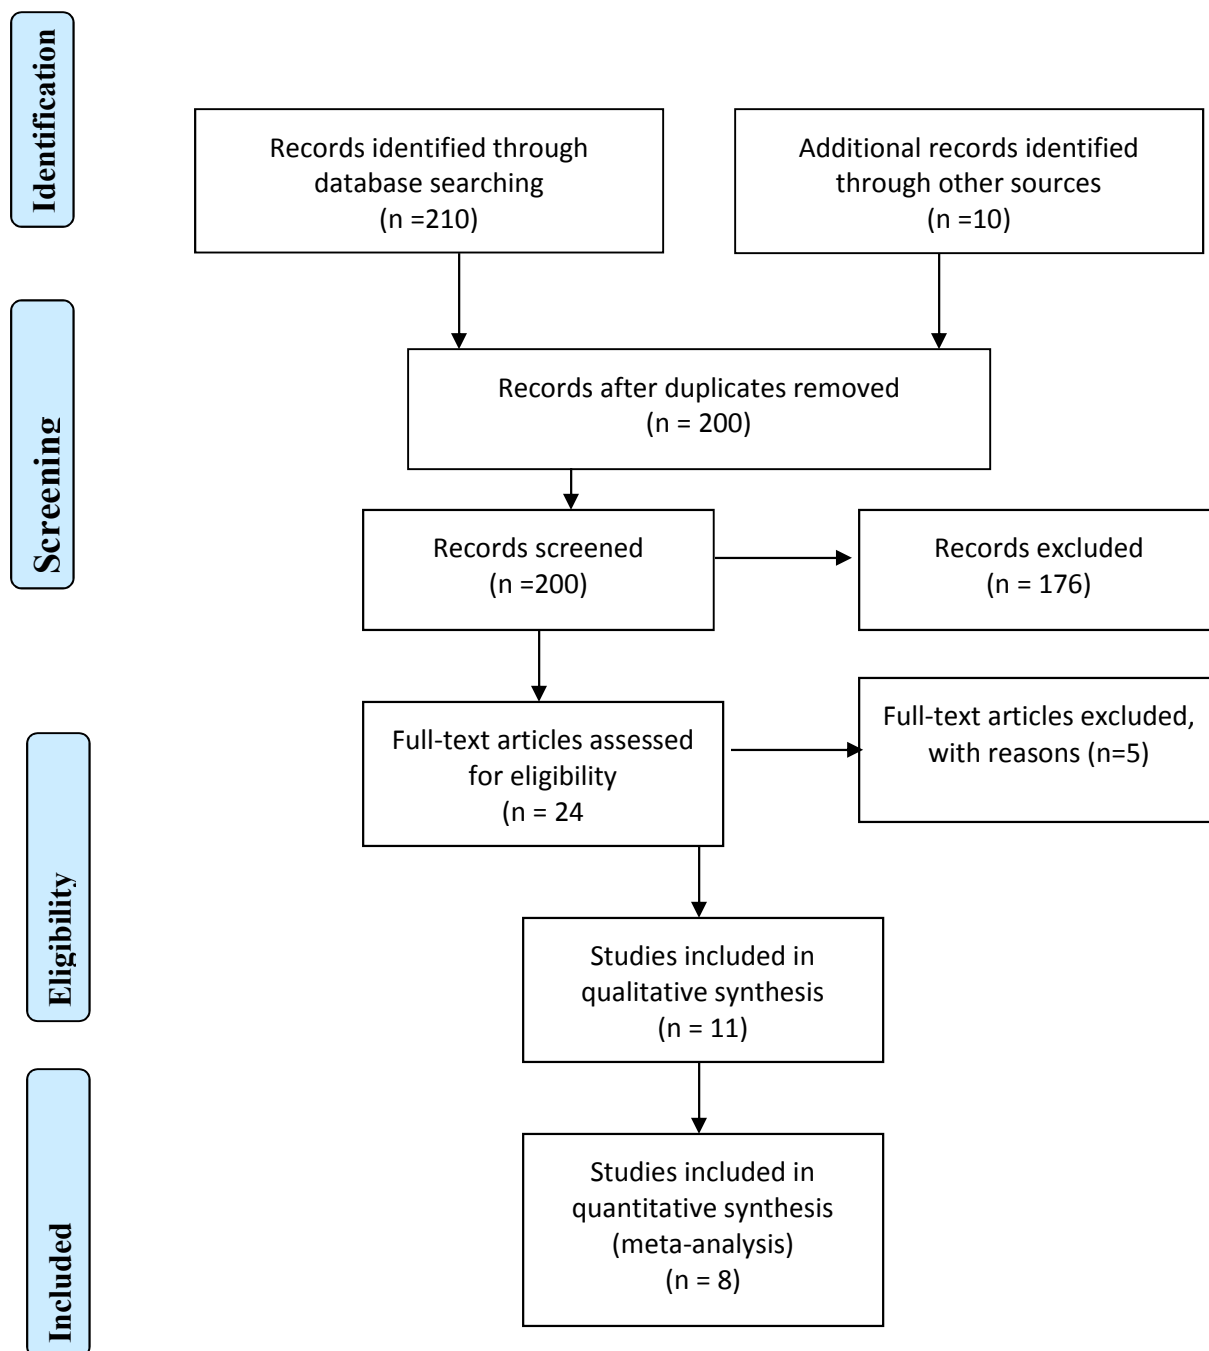 Identification
Records identified through
database searching
(n =210)
Additional records identified
through other sources
(n =10)
Records after duplicates removed
(n = 200)
Screening
Records screened
(n =200)
Records excluded
(n = 176)
Full-text articles assessed
for eligibility
(n = 24
Full-text articles excluded,
with reasons (n=5)
Eligibility
Studies included in
qualitative synthesis
(n = 11)
Included
Studies included in
quantitative synthesis
(meta-analysis)
(n = 8)